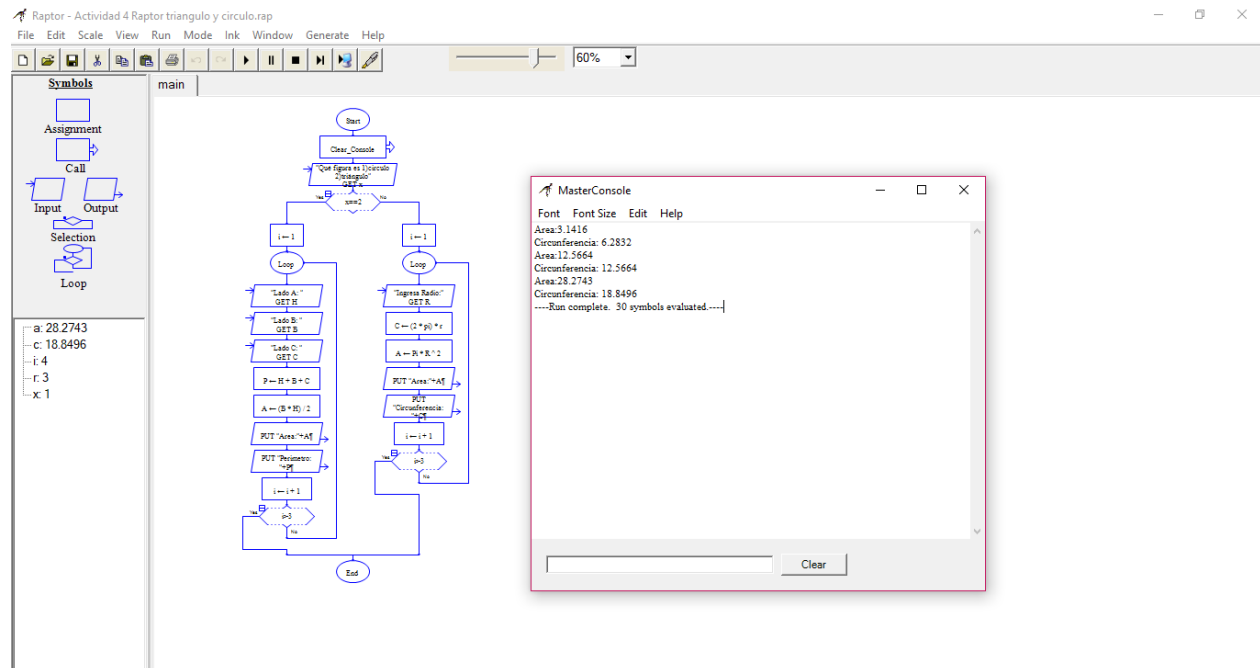 Raptor - Actividad 4 Raptor triangulo y circulo.rap
File Edit Scale View Run Mode Ink Window Generate Help
60%
Symbols
Assignment
Call
Input Output
Selection
Loop
a: 28.2743
c: 18.8496
i: 4
r: 3
x: 1
main
Start
Clear_Console
"Que figura es 1)circulo
2)triangulo"
GET x
Yes x==2 No
i ← 1
Loop
"Lado A: "
GET H
"Lado B: "
GET B
"Lado C: "
GET C
P ← H + B + C
A ← (B * H) / 2
PUT "Area:"+A¶
PUT "Perimetro:
"+P¶
i ← i + 1
Yes i>3
No
i ← 1
Loop
"Ingresa Radio:"
GET R
C ← (2 * pi) * r
A ← Pi * R ^ 2
PUT "Area:"+A¶
PUT
"Circunferencia:
"+C¶
i ← i + 1
Yes i>3
No
End
MasterConsole
Font Font Size Edit Help
Area:3.1416
Circunferencia: 6.2832
Area:12.5664
Circunferencia: 12.5664
Area:28.2743
Circunferencia: 18.8496
----Run complete. 30 symbols evaluated.----
Clear